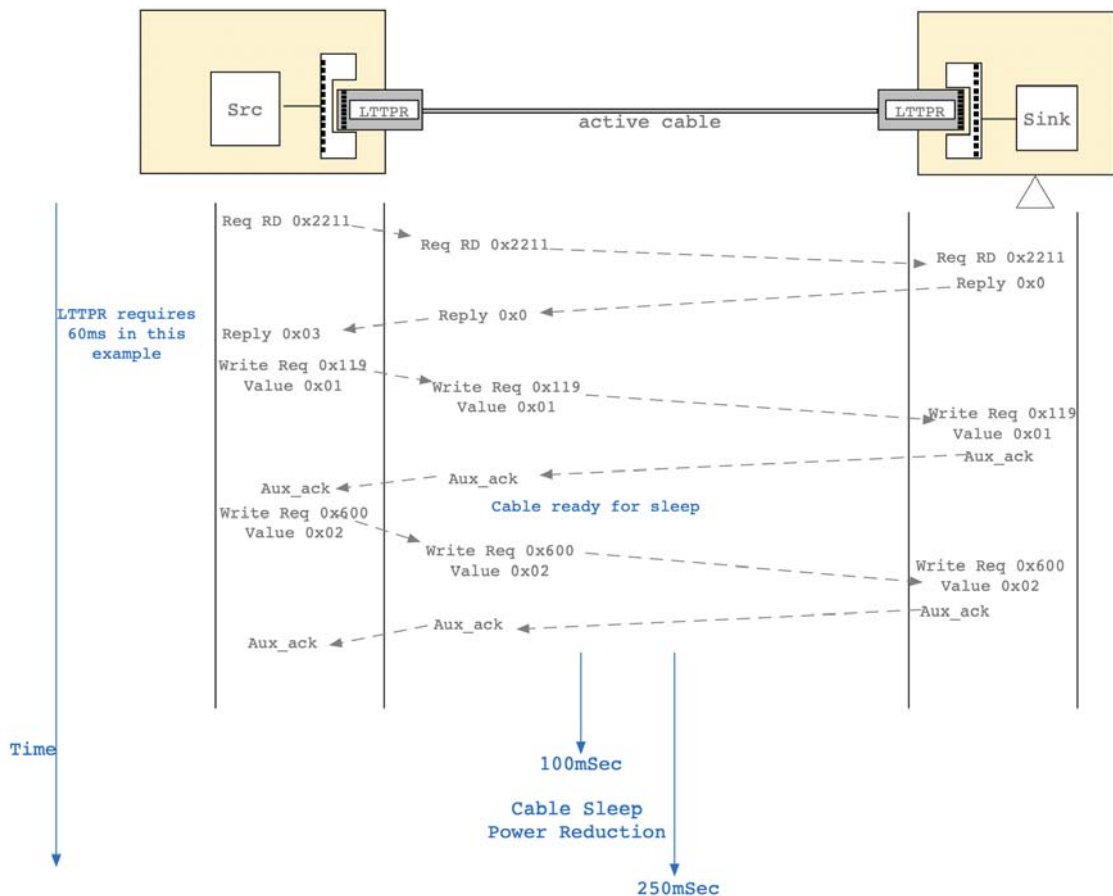 Src
LTTPR
active cable
LTTPR
Sink
Req RD 0x2211
Req RD 0x2211
Req RD 0x2211
Reply 0x0
Reply 0x0
Reply 0x03
LTTPR requires
60ms in this
example
Write Req 0x119
Value 0x01
Write Req 0x119
Value 0x01
Write Req 0x119
Value 0x01
Aux_ack
Aux_ack
Aux_ack
Cable ready for sleep
Write Req 0x600
Value 0x02
Write Req 0x600
Value 0x02
Write Req 0x600
Value 0x02
Aux_ack
Aux_ack
Aux_ack
Time
100mSec
Cable Sleep
Power Reduction
250mSec